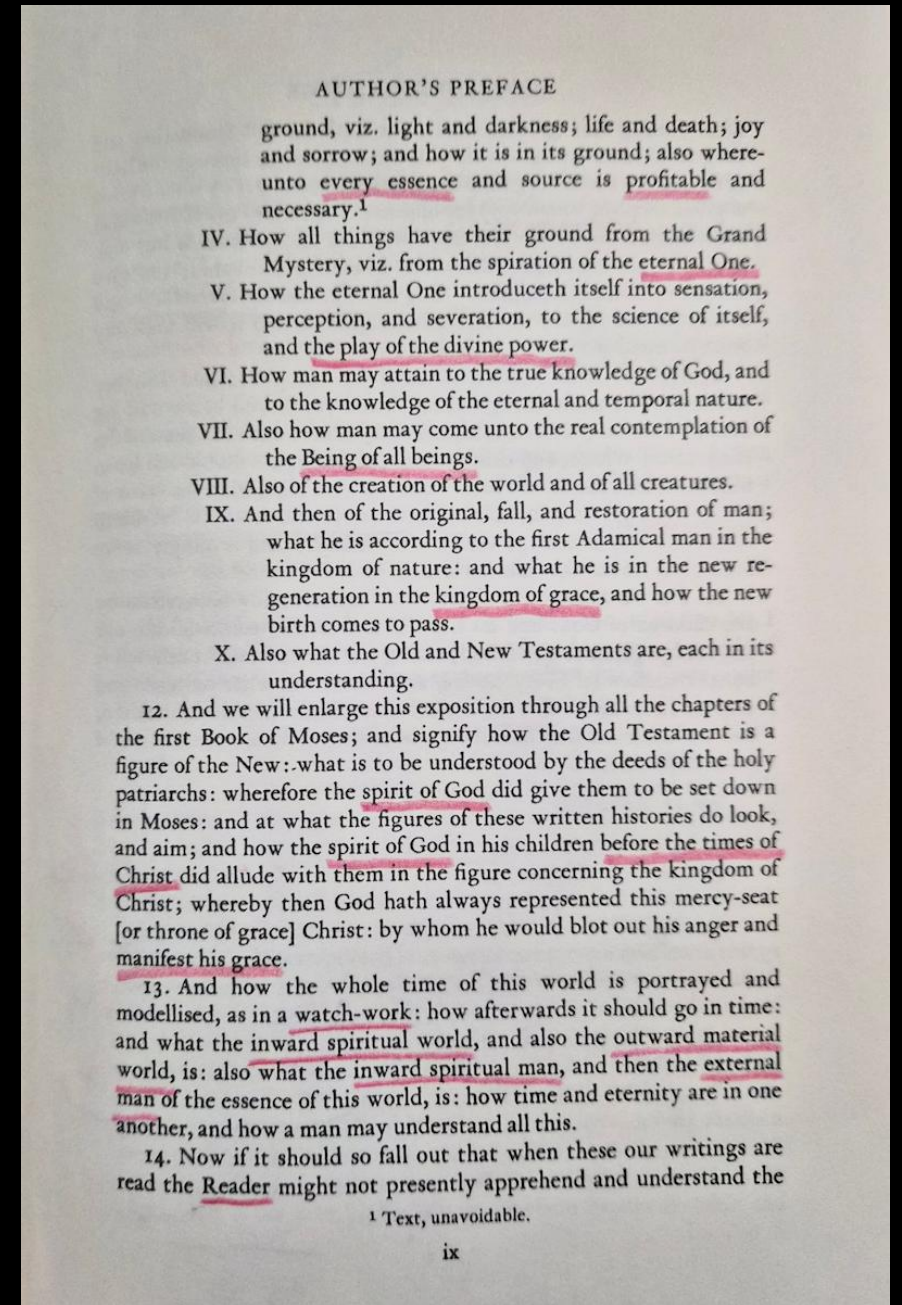 AUTHOR'S PREFACE
ground, viz. light and darkness; life and death; joy
and sorrow; and how it is in its ground; also where-
unto every essence and source is profitable and
necessary.¹
IV. How all things have their ground from the Grand
Mystery, viz. from the spiration of the eternal One.
V. How the eternal One introduceth itself into sensation,
perception, and severation, to the science of itself,
and the play of the divine power.
VI. How man may attain to the true knowledge of God, and
to the knowledge of the eternal and temporal nature.
VII. Also how man may come unto the real contemplation of
the Being of all beings.
VIII. Also of the creation of the world and of all creatures.
IX. And then of the original, fall, and restoration of man;
what he is according to the first Adamical man in the
kingdom of nature: and what he is in the new re-
generation in the kingdom of grace, and how the new
birth comes to pass.
X. Also what the Old and New Testaments are, each in its
understanding.
12. And we will enlarge this exposition through all the chapters of
the first Book of Moses; and signify how the Old Testament is a
figure of the New: what is to be understood by the deeds of the holy
patriarchs: wherefore the spirit of God did give them to be set down
in Moses: and at what the figures of these written histories do look,
and aim; and how the spirit of God in his children before the times of
Christ did allude with them in the figure concerning the kingdom of
Christ; whereby then God hath always represented this mercy-seat
[or throne of grace] Christ: by whom he would blot out his anger and
manifest his grace.
13. And how the whole time of this world is portrayed and
modellised, as in a watch-work: how afterwards it should go in time:
and what the inward spiritual world, and also the outward material
world, is: also what the inward spiritual man, and then the external
man of the essence of this world, is: how time and eternity are in one
another, and how a man may understand all this.
14. Now if it should so fall out that when these our writings are
read the Reader might not presently apprehend and understand the
¹ Text, unavoidable.
ix